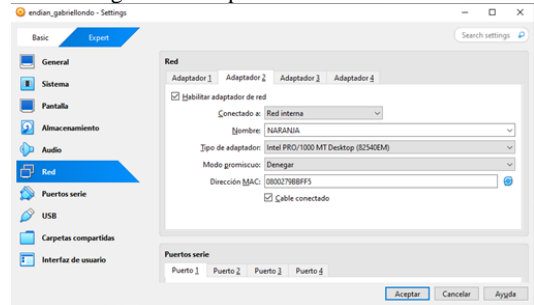 endian_gabriellondo - Settings
Basic Expert Search settings
General
Sistema
Pantalla
Almacenamiento
Audio
Red
Puertos serie
USB
Carpetas compartidas
Interfaz de usuario
Red
Adaptador 1 Adaptador 2 Adaptador 3 Adaptador 4
Habilitar adaptador de red
Conectado a: Red interna
Nombre: NARANJA
Tipo de adaptador: Intel PRO/1000 MT Desktop (82540EM)
Modo promiscuo: Denegar
Dirección MAC: 0800279BBFF5
Cable conectado
Puertos serie
Puerto 1 Puerto 2 Puerto 3 Puerto 4
Aceptar Cancelar Ayuda